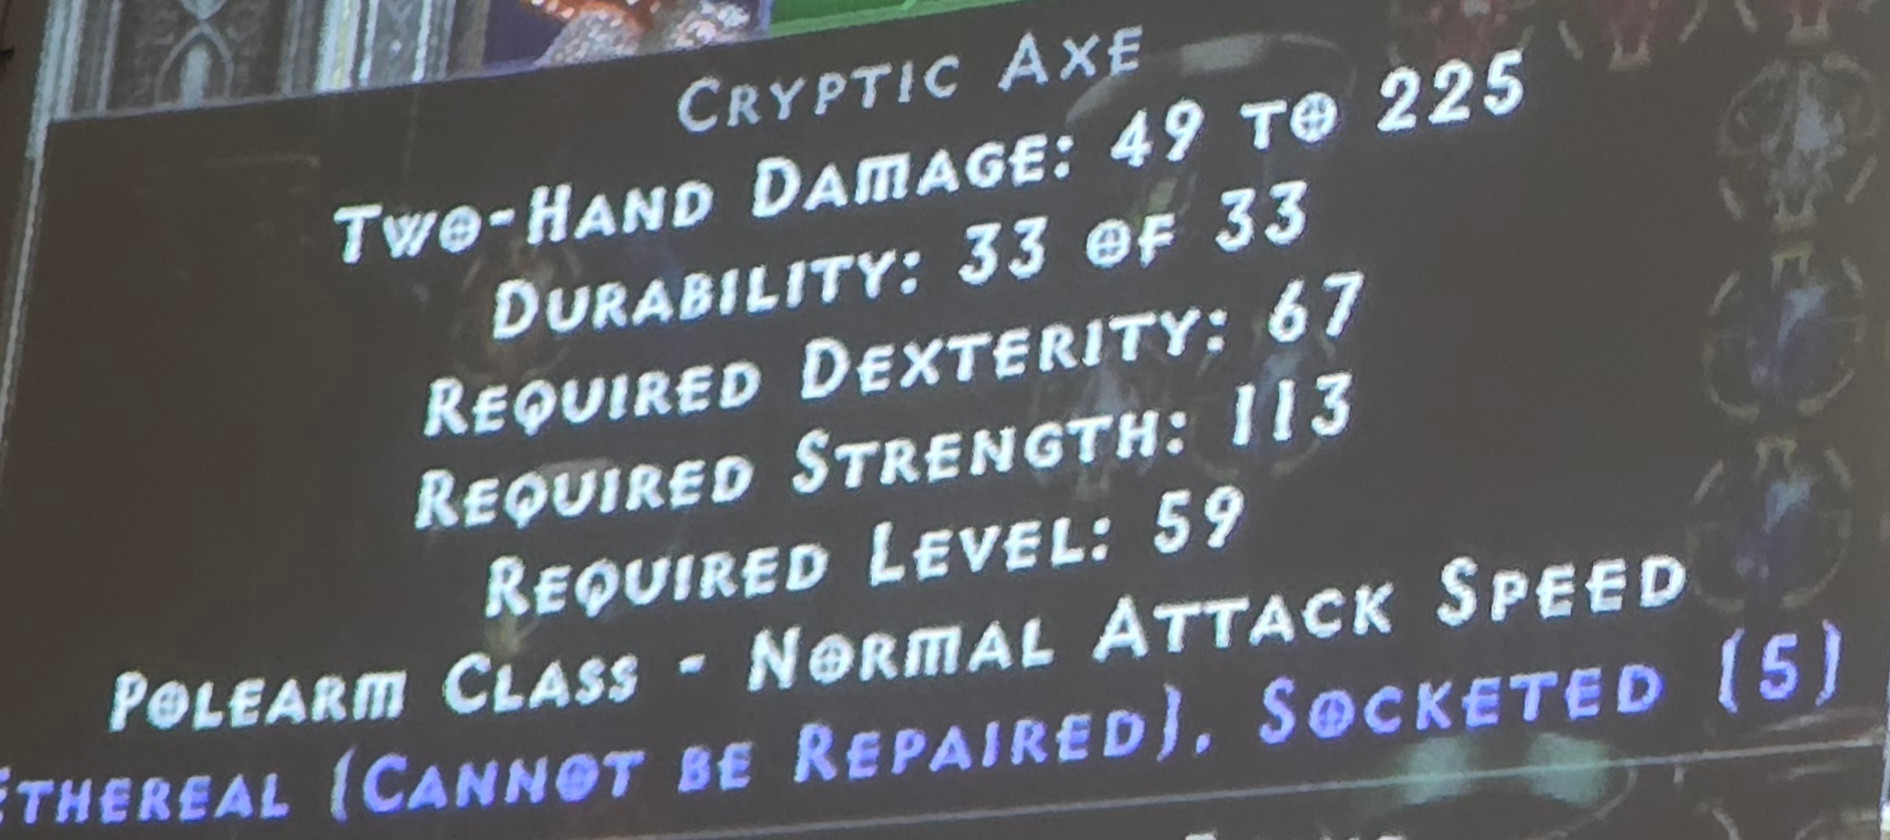 Cryptic Axe
Two-Hand Damage: 49 to 225
Durability: 33 of 33
Required Dexterity: 67
Required Strength: 113
Required Level: 59
Polearm Class - Normal Attack Speed
Ethereal (Cannot be Repaired), Socketed (5)